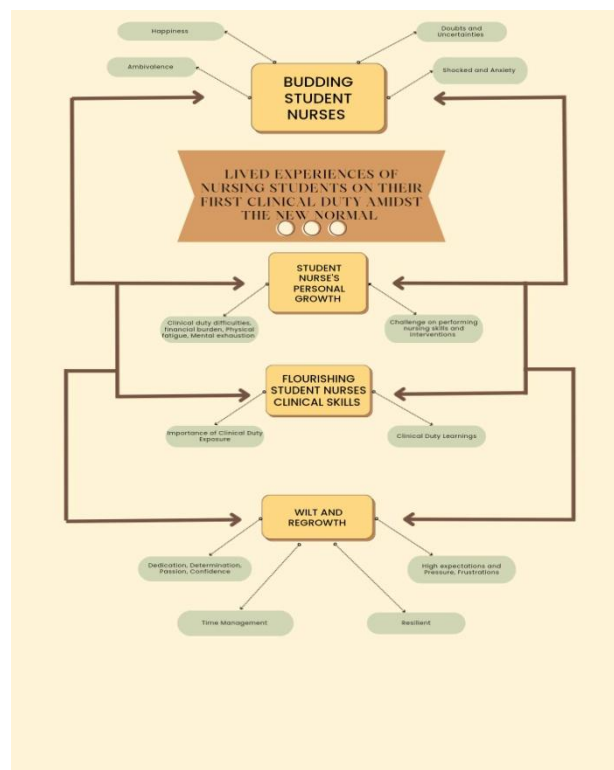 Happiness
Doubts and
Uncertainties
Ambivalence
Shocked and Anxiety
BUDDING
STUDENT
NURSES
LIVED EXPERIENCES OF
NURSING STUDENTS ON THEIR
FIRST CLINICAL DUTY AMIDST
THE NEW NORMAL
STUDENT
NURSE'S
PERSONAL
GROWTH
Clinical duty difficulties,
financial burden, Physical
fatigue, Mental exhaustion
Challenge on performing
nursing skills and
interventions
FLOURISHING
STUDENT NURSES
CLINICAL SKILLS
Importance of Clinical Duty
Exposure
Clinical Duty Learnings
WILT AND
REGROWTH
Dedication, Determination,
Passion, Confidence
High expectations and
Pressure, Frustrations
Time Management
Resilient